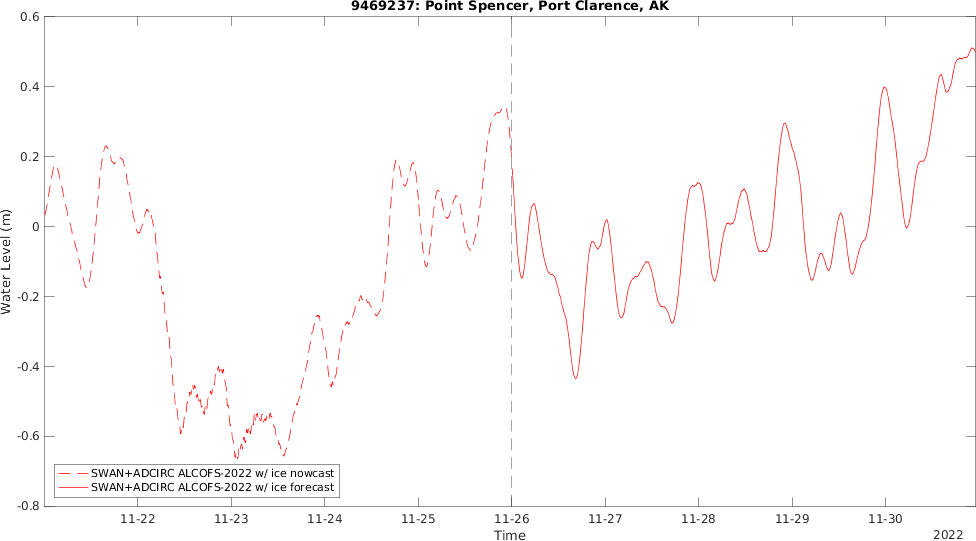 9469237: Point Spencer, Port Clarence, AK
0.6
0.4
0.2
0
-0.2
-0.4
-0.6
-0.8
Water Level (m)
SWAN+ADCIRC ALCOFS-2022 w/ ice nowcast
SWAN+ADCIRC ALCOFS-2022 w/ ice forecast
11-22 11-23 11-24 11-25 11-26 11-27 11-28 11-29 11-30
Time
2022